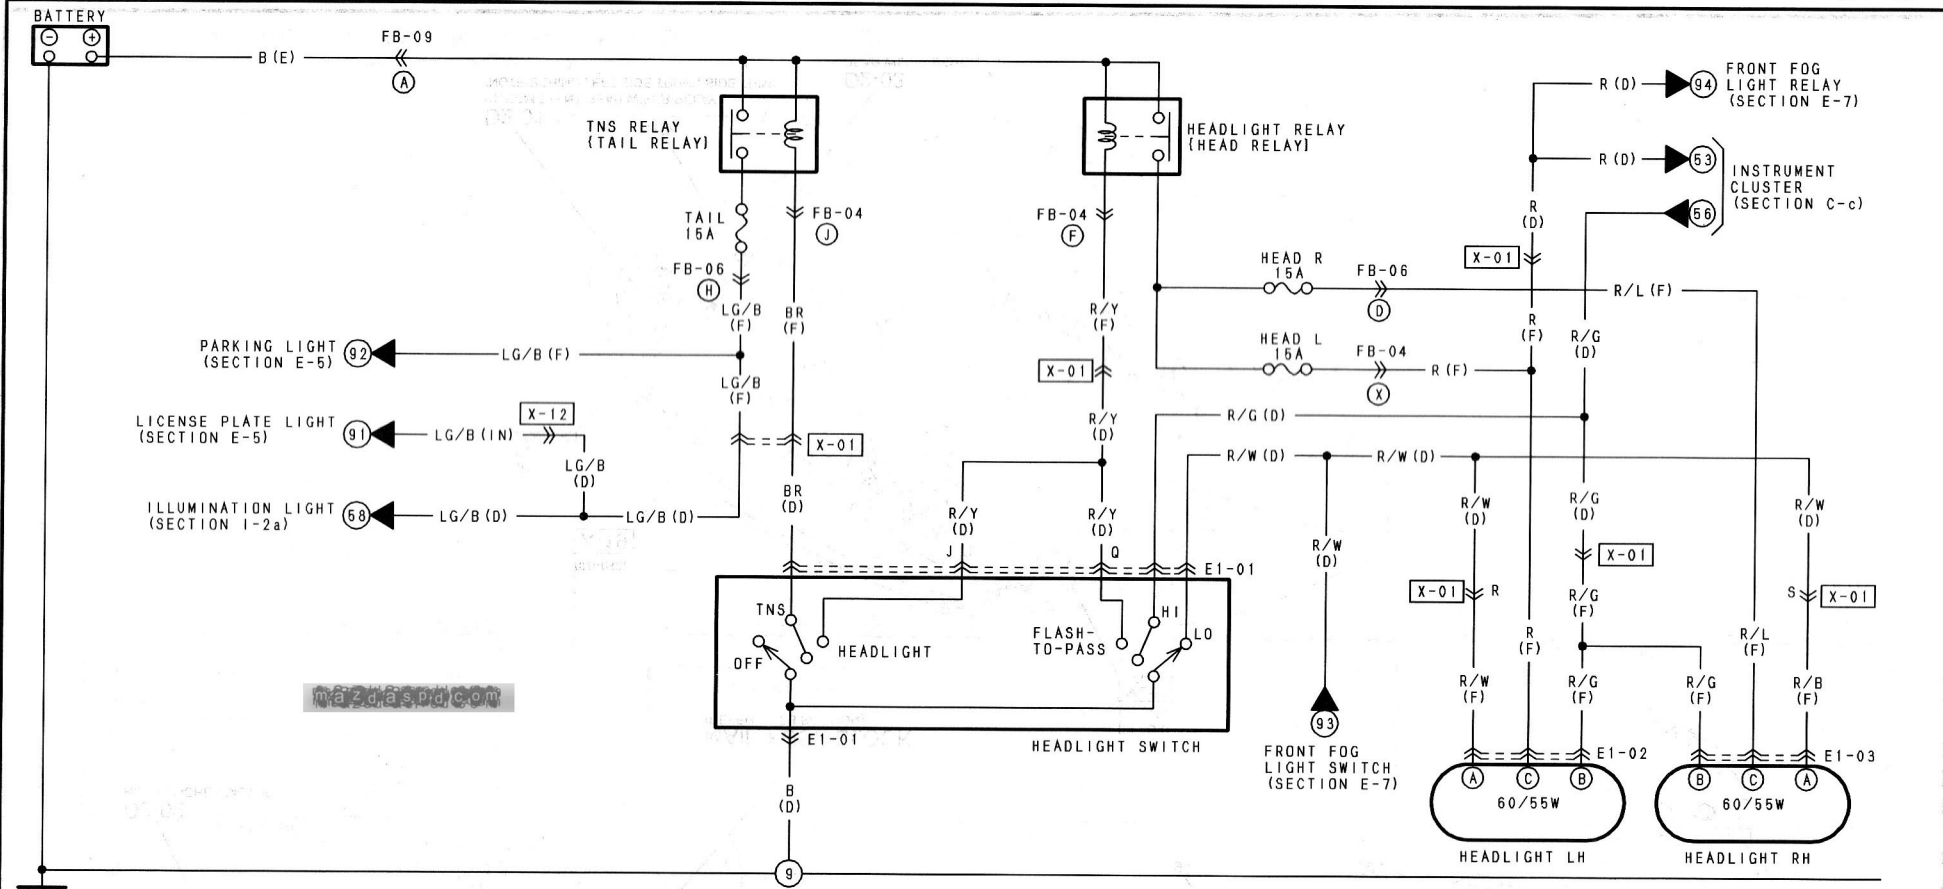 BATTERY
− +
B (E)
FB-09
A
TNS RELAY
{TAIL RELAY}
HEADLIGHT RELAY
{HEAD RELAY}
R (D)
94
FRONT FOG
LIGHT RELAY
(SECTION E-7)
R (D)
53
56
INSTRUMENT
CLUSTER
(SECTION C-c)
TAIL
15A
FB-04
J
FB-04
F
R
(D)
X-01
FB-06
H
HEAD R
15A
FB-06
D
R/L (F)
LG/B
(F)
BR
(F)
R/Y
(F)
R
(F)
R/G
(D)
PARKING LIGHT
(SECTION E-5)
92
LG/B (F)
HEAD L
15A
FB-04
X
R (F)
X-01
LG/B
(F)
X-12
R/G (D)
LICENSE PLATE LIGHT
(SECTION E-5)
91
LG/B (IN)
X-01
R/Y
(D)
R/W (D)
R/W (D)
LG/B
(D)
BR
(D)
ILLUMINATION LIGHT
(SECTION I-2a)
58
LG/B (D)
LG/B (D)
R/Y
(D)
R/Y
(D)
R/W
(D)
R/G
(D)
R/W
(D)
J
Q
E1-01
R/W
(D)
X-01
X-01
R
R/G
(F)
S
X-01
TNS
OFF
HEADLIGHT
FLASH-
TO-PASS
HI
LO
R
(F)
R/L
(F)
mazdaspd.com
R/W
(F)
R/G
(F)
R/G
(F)
R/B
(F)
E1-01
HEADLIGHT SWITCH
93
FRONT FOG
LIGHT SWITCH
(SECTION E-7)
E1-02
E1-03
A C B
B C A
60/55W
60/55W
B
(D)
HEADLIGHT LH
HEADLIGHT RH
9